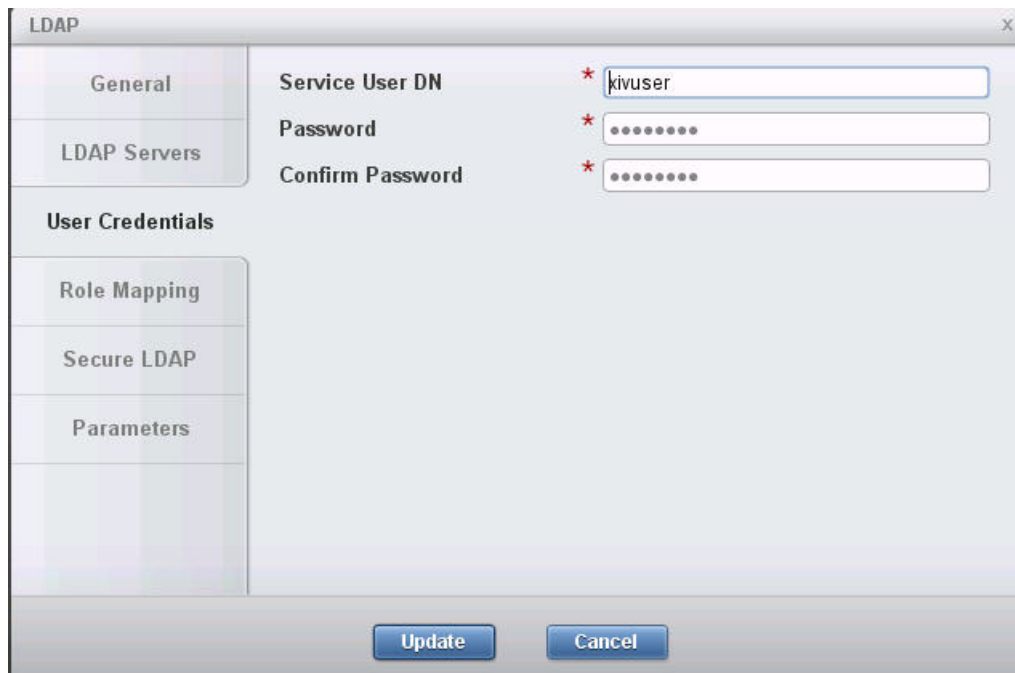 LDAP x
General
LDAP Servers
User Credentials
Role Mapping
Secure LDAP
Parameters
Service User DN * xivuser
Password * ••••••••
Confirm Password * ••••••••
Update Cancel